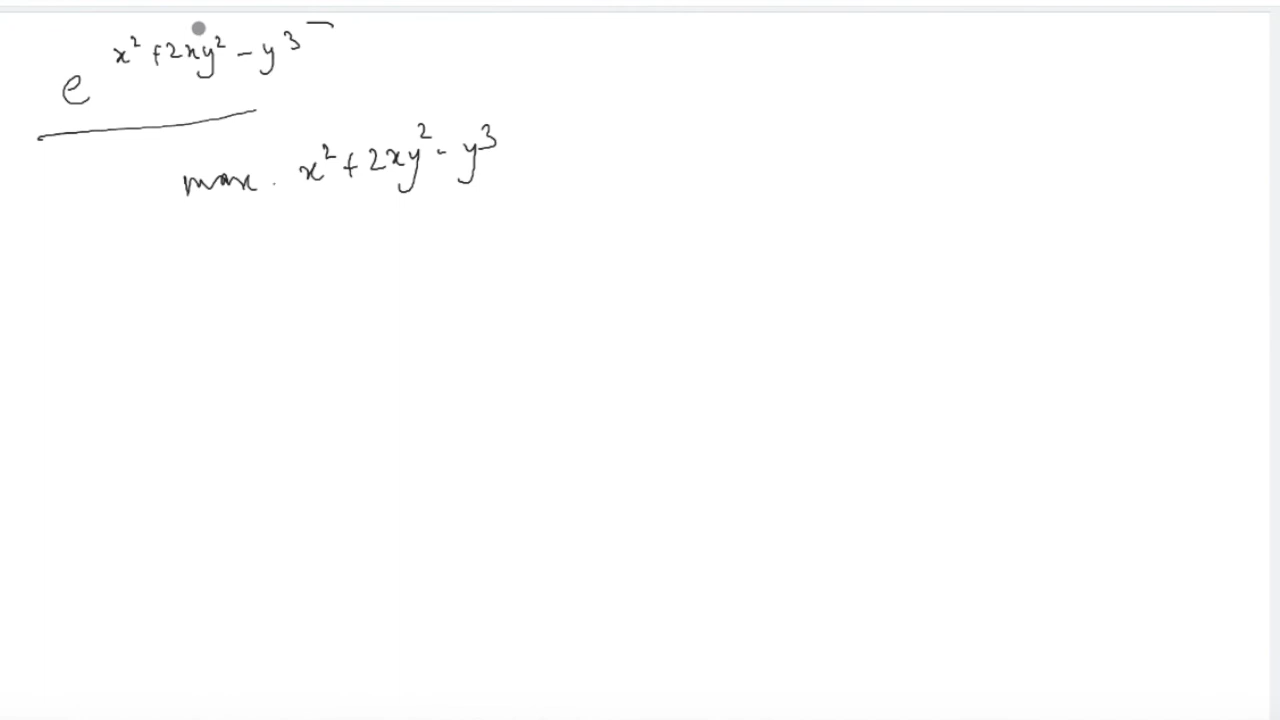 e^{x² + 2xy² - y³}
max. x² + 2xy² - y³